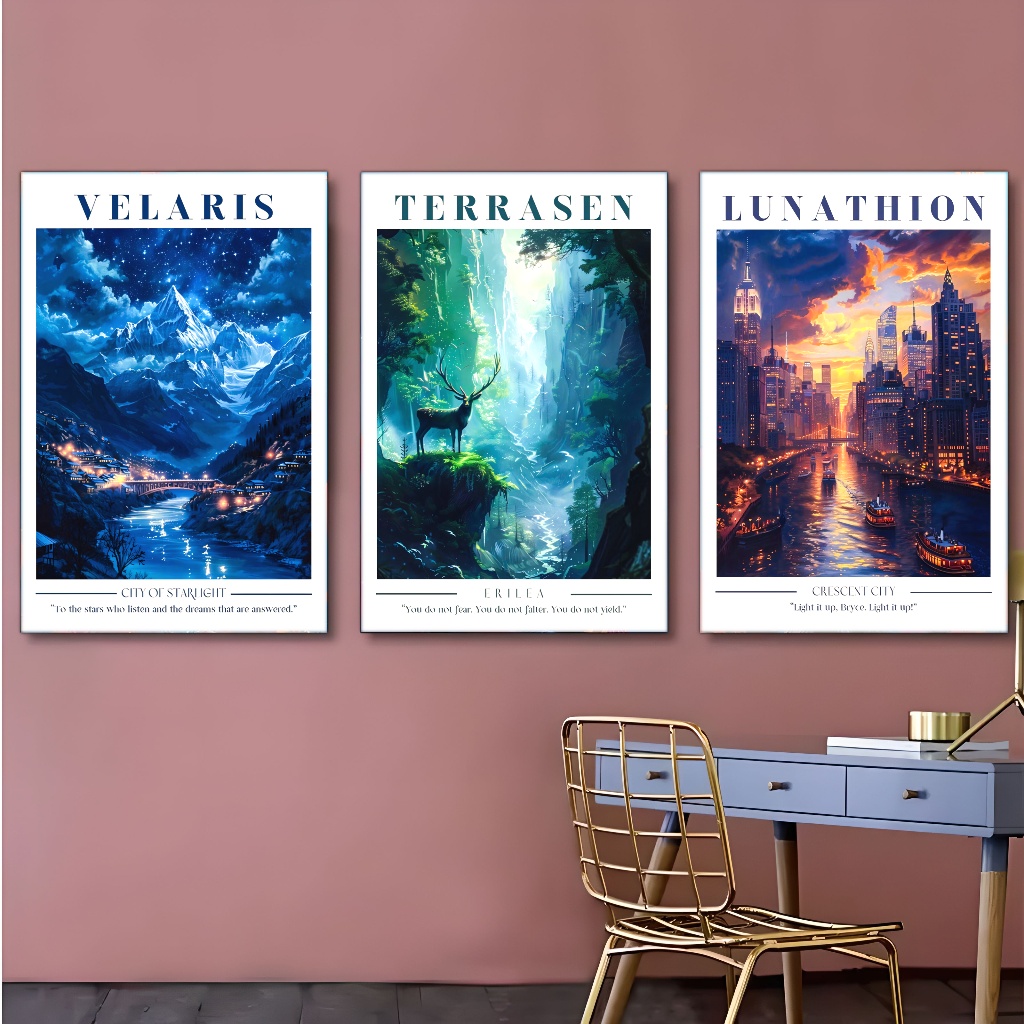 VELARIS
CITY OF STARLIGHT
"To the stars who listen and the dreams that are answered."
TERRASEN
ERILEA
"You do not fear. You do not falter. You do not yield."
LUNATHION
CRESCENT CITY
"Light it up, Bryce. Light it up!"